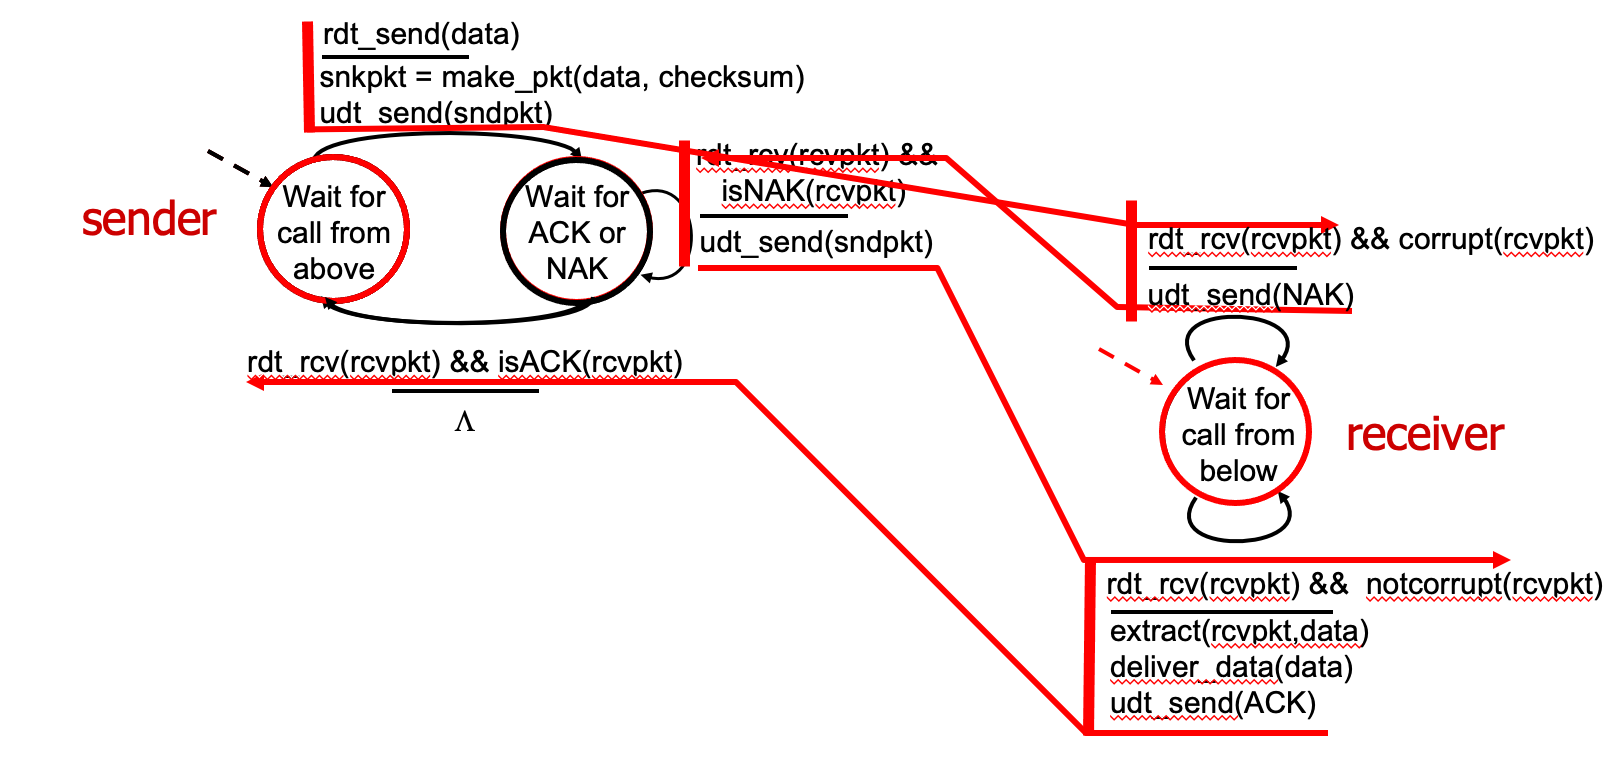 rdt_send(data)
snkpkt = make_pkt(data, checksum)
udt_send(sndpkt)
rdt_rcv(rcvpkt) &&
isNAK(rcvpkt)
udt_send(sndpkt)
sender
Wait for
call from
above
Wait for
ACK or
NAK
rdt_rcv(rcvpkt) && corrupt(rcvpkt)
udt_send(NAK)
rdt_rcv(rcvpkt) && isACK(rcvpkt)
Λ
Wait for
call from
below
receiver
rdt_rcv(rcvpkt) && notcorrupt(rcvpkt)
extract(rcvpkt,data)
deliver_data(data)
udt_send(ACK)